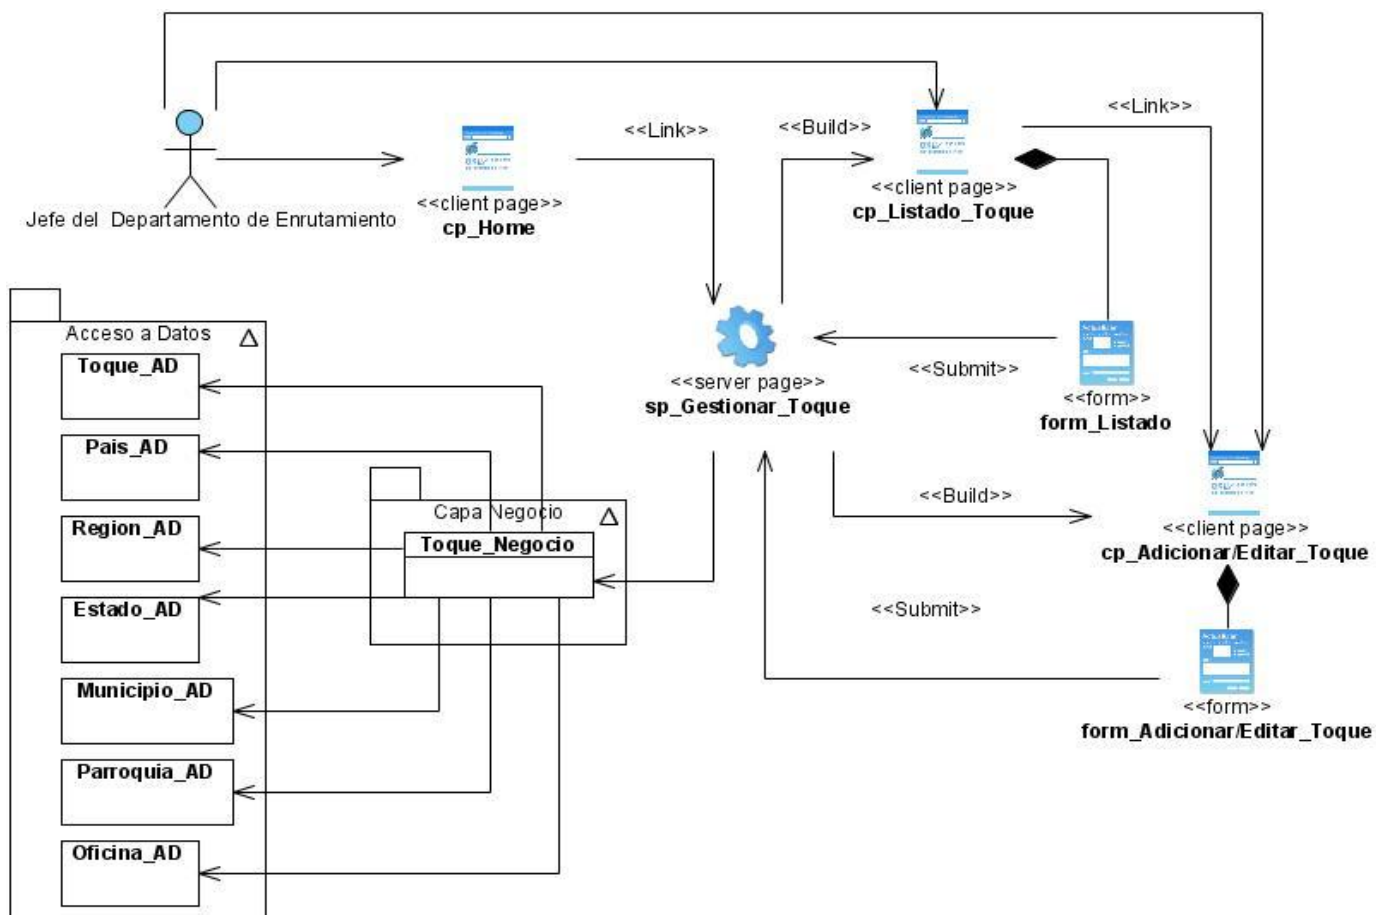 <<Link>>
<<Link>>
<<Build>>
<<client page>>
cp_Listado_Toque
<<client page>>
cp_Home
Jefe del  Departamento de Enrutamiento
Acceso a Datos
Toque_AD
Pais_AD
Region_AD
Estado_AD
Municipio_AD
Parroquia_AD
Oficina_AD
Capa Negocio
Toque_Negocio
<<server page>>
sp_Gestionar_Toque
<<Submit>>
<<form>>
form_Listado
<<Build>>
<<client page>>
cp_Adicionar/Editar_Toque
<<Submit>>
<<form>>
form_Adicionar/Editar_Toque